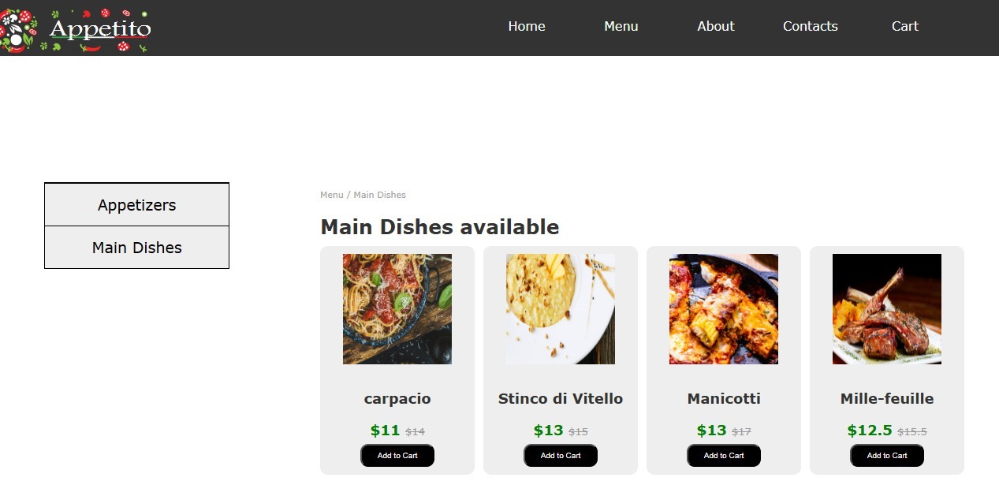 Appetito
Home Menu About Contacts Cart
Appetizers
Main Dishes
Menu / Main Dishes
Main Dishes available
carpacio
$11 $14
Add to Cart
Stinco di Vitello
$13 $15
Add to Cart
Manicotti
$13 $17
Add to Cart
Mille-feuille
$12.5 $15.5
Add to Cart